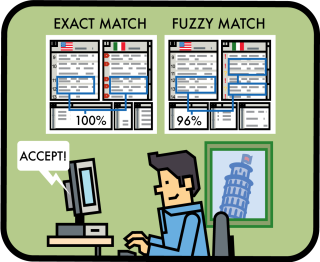 EXACT MATCH
FUZZY MATCH
100%
96%
ACCEPT!